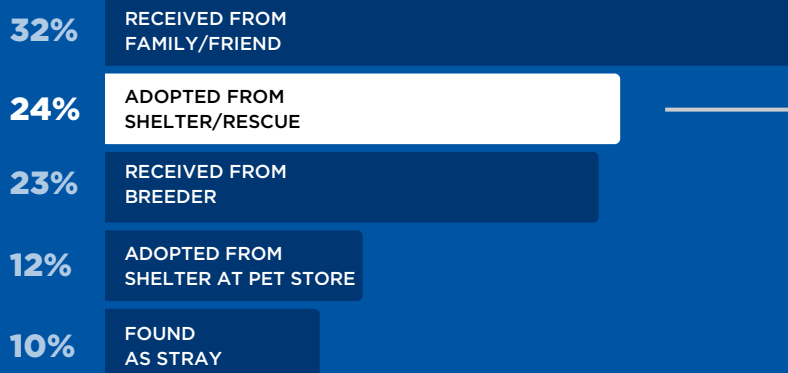 32%
RECEIVED FROM
FAMILY/FRIEND
24%
ADOPTED FROM
SHELTER/RESCUE
23%
RECEIVED FROM
BREEDER
12%
ADOPTED FROM
SHELTER AT PET STORE
10%
FOUND
AS STRAY